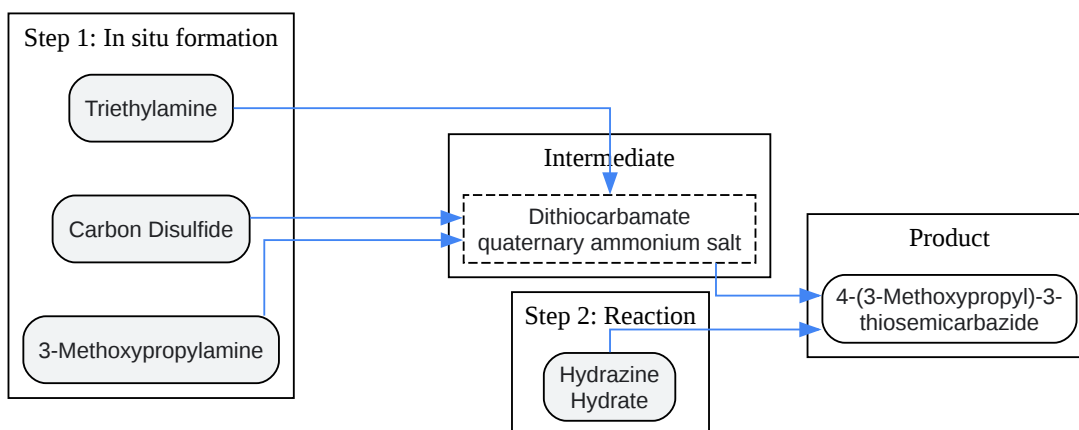 Step 1: In situ formation
Triethylamine
Carbon Disulfide
3-Methoxypropylamine
Intermediate
Dithiocarbamate
quaternary ammonium salt
Step 2: Reaction
Hydrazine
Hydrate
Product
4-(3-Methoxypropyl)-3-
thiosemicarbazide